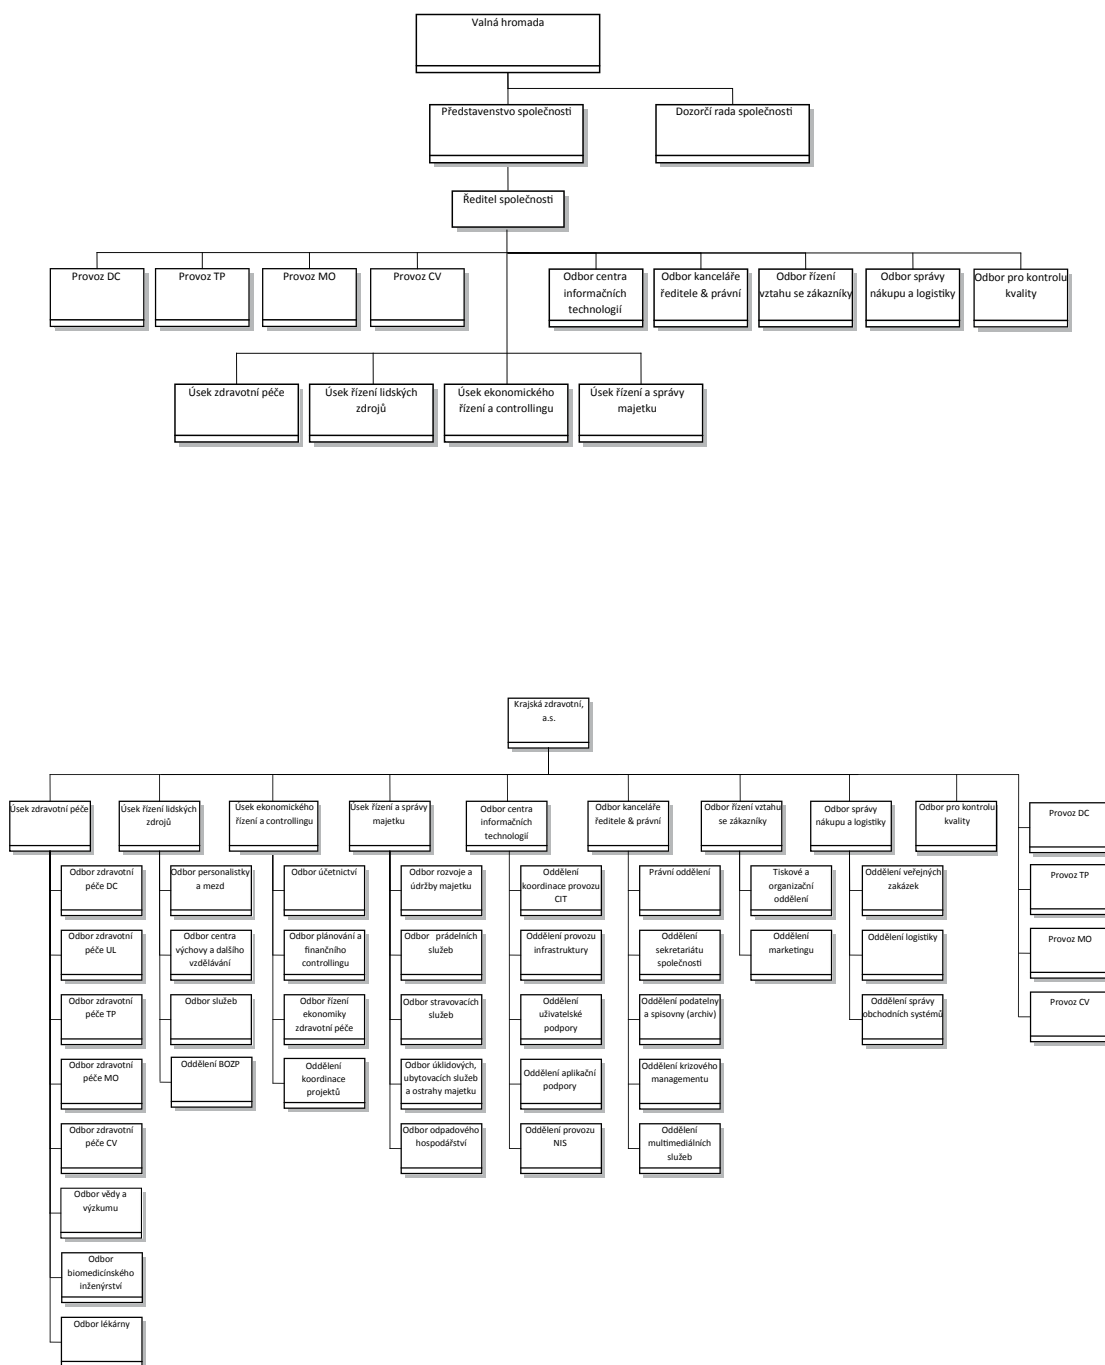 Valná hromada
Představenstvo společnosti
Dozorčí rada společnosti
Ředitel společnosti
Provoz DC
Provoz TP
Provoz MO
Provoz CV
Odbor centra
informačních
technologií
Odbor kanceláře
ředitele & právní
Odbor řízení
vztahu se zákazníky
Odbor správy
nákupu a logistiky
Odbor pro kontrolu
kvality
Úsek zdravotní péče
Úsek řízení lidských
zdrojů
Úsek ekonomického
řízení a controllingu
Úsek řízení a správy
majetku
Krajská zdravotní,
a.s.
Úsek zdravotní péče
Úsek řízení lidských
zdrojů
Úsek ekonomického
řízení a controllingu
Úsek řízení a správy
majetku
Odbor centra
informačních
technologií
Odbor kanceláře
ředitele & právní
Odbor řízení vztahu
se zákazníky
Odbor správy
nákupu a logistiky
Odbor pro kontrolu
kvality
Provoz DC
Provoz TP
Provoz MO
Provoz CV
Odbor zdravotní
péče DC
Odbor zdravotní
péče UL
Odbor zdravotní
péče TP
Odbor zdravotní
péče MO
Odbor zdravotní
péče CV
Odbor vědy a
výzkumu
Odbor
biomedicínského
inženýrství
Odbor lékárny
Odbor personalistky
a mezd
Odbor centra
výchovy a dalšího
vzdělávání
Odbor služeb
Oddělení BOZP
Odbor účetnictví
Odbor plánování a
finančního
controllingu
Odbor řízení
ekonomiky
zdravotní péče
Oddělení
koordinace
projektů
Odbor rozvoje a
údržby majetku
Odbor prádelních
služeb
Odbor stravovacích
služeb
Odbor úklidových,
ubytovacích služeb
a ostrahy majetku
Odbor odpadového
hospodářství
Oddělení
koordinace provozu
CIT
Oddělení provozu
infrastruktury
Oddělení
uživatelské
podpory
Oddělení aplikační
podpory
Oddělení provozu
NIS
Právní oddělení
Oddělení
sekretariátu
společnosti
Oddělení podatelny
a spisovny (archiv)
Oddělení krizového
managementu
Oddělení
multimediálních
služeb
Tiskové a
organizační
oddělení
Oddělení
marketingu
Oddělení veřejných
zakázek
Oddělení logistiky
Oddělení správy
obchodních systémů